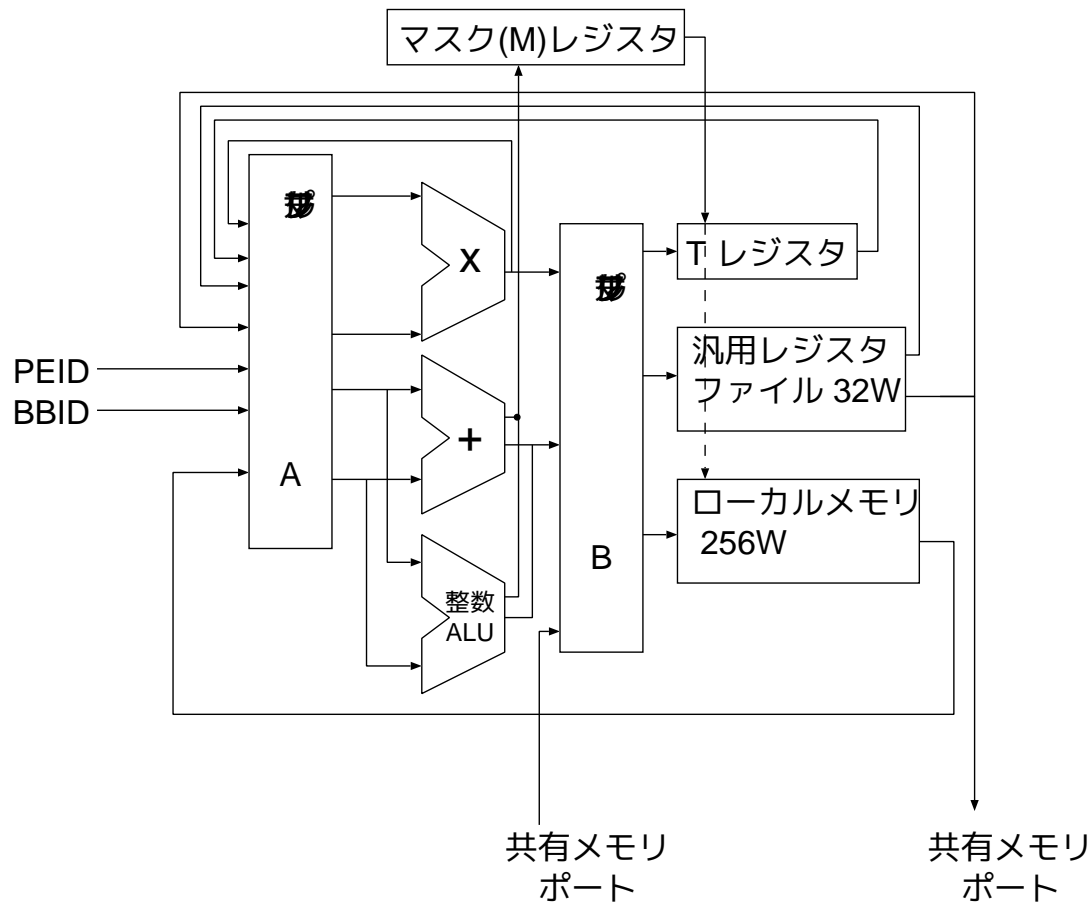 マスク(M)レジスタ
X
T レジスタ
汎用レジスタ
ファイル 32W
PEID
BBID
+
A
ローカルメモリ
256W
B
整数
ALU
共有メモリ
ポート
共有メモリ
ポート